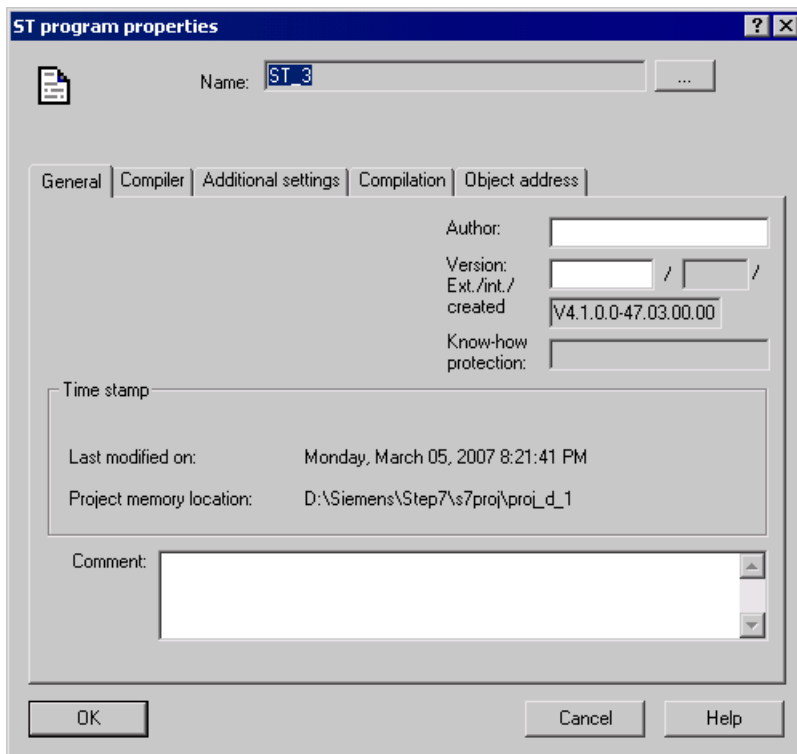 ST program properties
Name: ST_3 ...
General Compiler Additional settings Compilation Object address
Author:
Version:
Ext./int./ / /
created V4.1.0.0-47.03.00.00
Know-how
protection:
Time stamp
Last modified on: Monday, March 05, 2007 8:21:41 PM
Project memory location: D:\Siemens\Step7\s7proj\proj_d_1
Comment:
OK Cancel Help